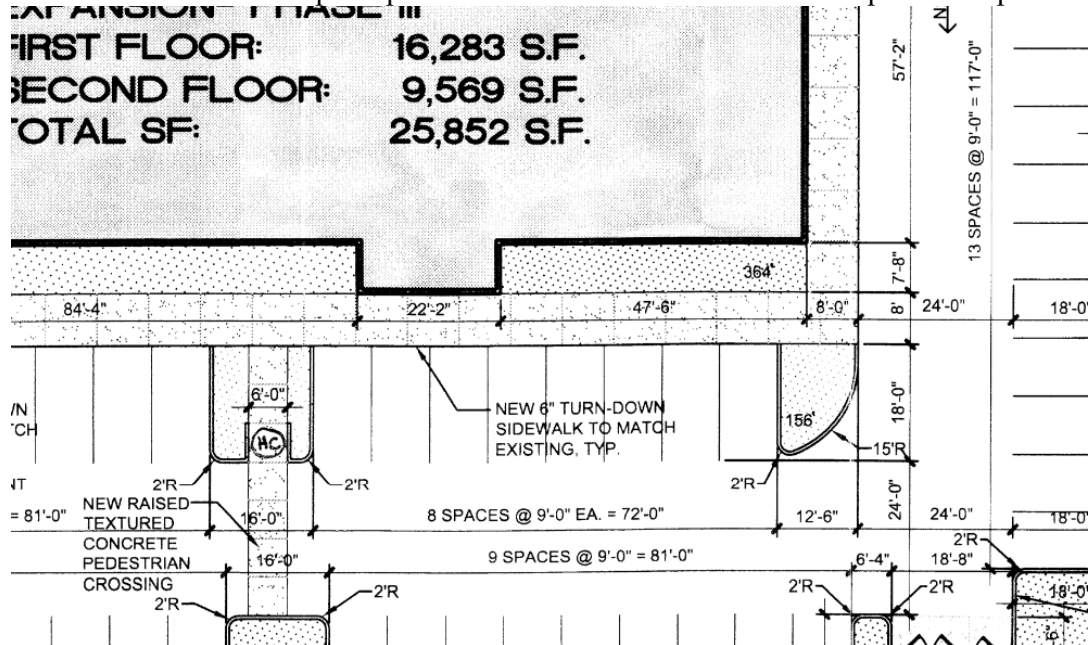 EXPANSION PHASE III
FIRST FLOOR: 16,283 S.F.
SECOND FLOOR: 9,569 S.F.
TOTAL SF: 25,852 S.F.
N
57'-2"
13 SPACES @ 9'-0" = 117'-0"
364'
7'-8"
84'-4"
22'-2"
47'-6"
8'-0"
8'
24'-0"
18'-0"
6'-0"
HC
NEW 6" TURN-DOWN
SIDEWALK TO MATCH
EXISTING, TYP.
156'
18'-0"
15'R
2'R
2'R
2'R
NEW RAISED
TEXTURED
CONCRETE
PEDESTRIAN
CROSSING
= 81'-0"
16'-0"
8 SPACES @ 9'-0" EA. = 72'-0"
12'-6"
24'-0"
24'-0"
18'-0"
16'-0"
9 SPACES @ 9'-0" = 81'-0"
6'-4"
18'-8"
2'R
2'R
2'R
2'R
2'R
18'-0"